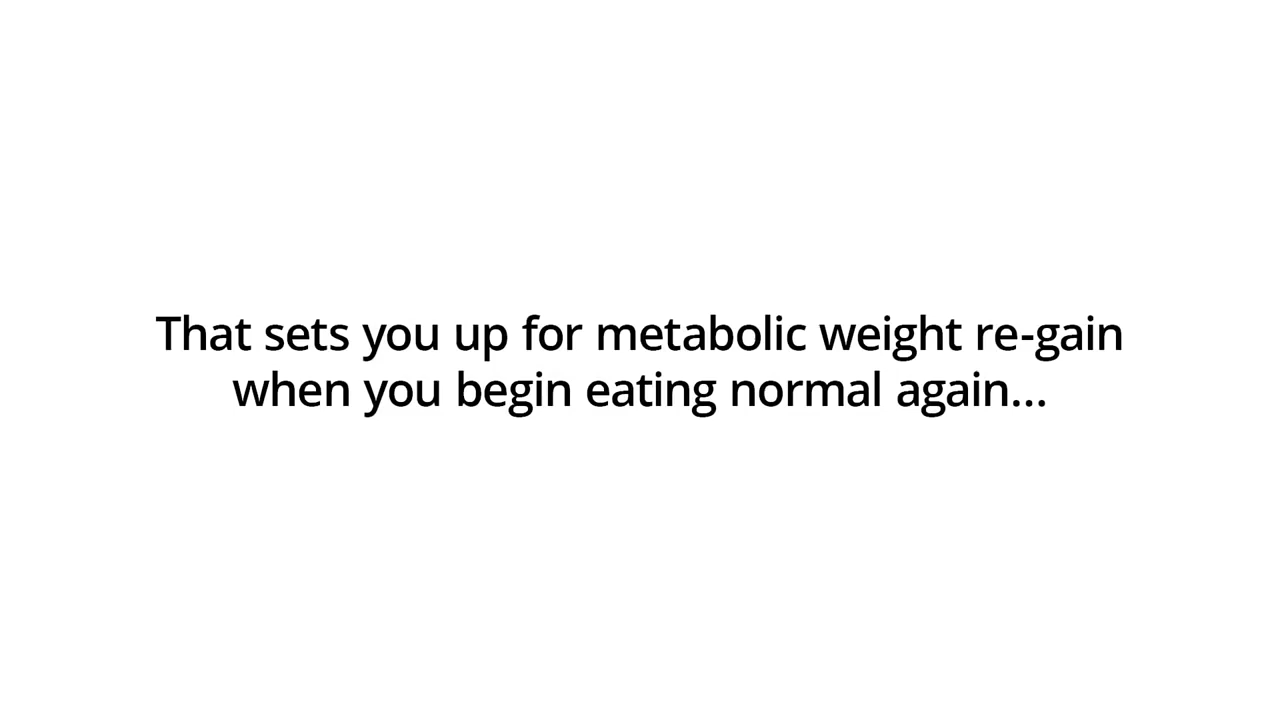 That sets you up for metabolic weight re-gain
when you begin eating normal again...